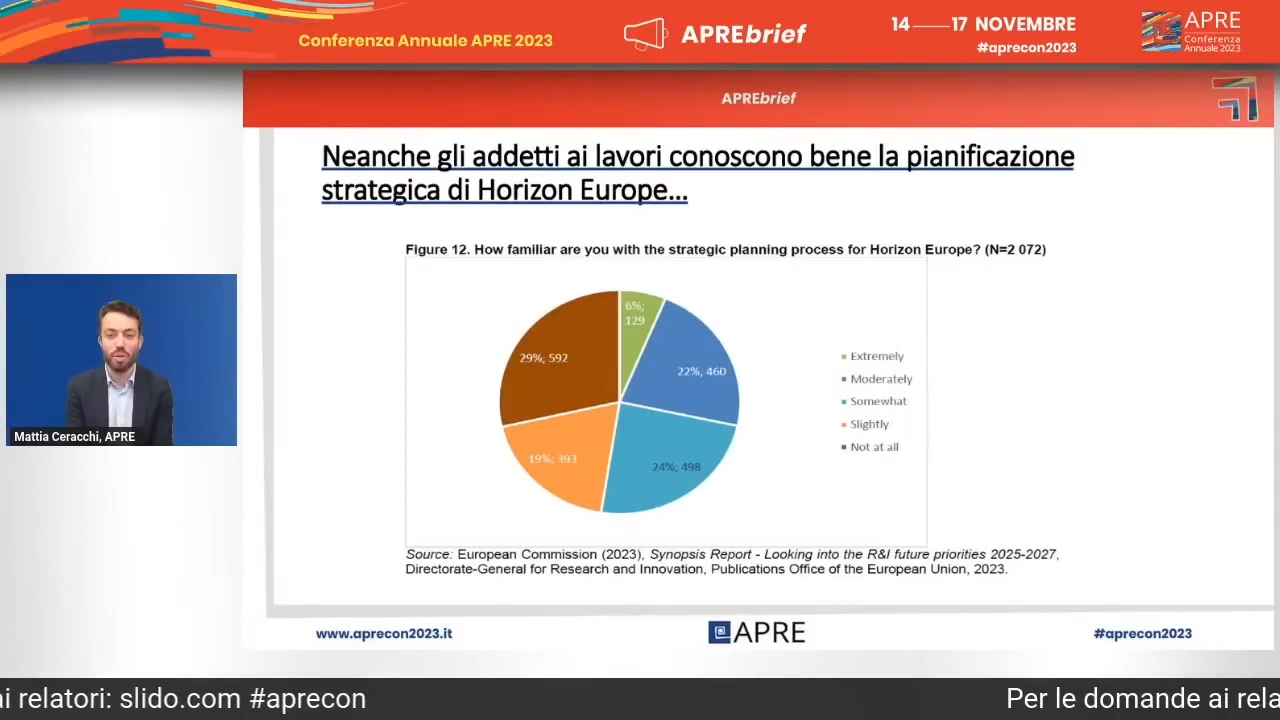 Conferenza Annuale APRE 2023
APREbrief
14 — 17 NOVEMBRE
#aprecon2023
APRE
Conferenza
Annuale 2023
APREbrief
Neanche gli addetti ai lavori conoscono bene la pianificazione
strategica di Horizon Europe...
Figure 12. How familiar are you with the strategic planning process for Horizon Europe? (N=2 072)
6%;
129
29%; 592
22%; 460
19%; 393
24%; 498
Extremely
Moderately
Somewhat
Slightly
Not at all
Source: European Commission (2023), Synopsis Report - Looking into the R&I future priorities 2025-2027,
Directorate-General for Research and Innovation, Publications Office of the European Union, 2023.
Mattia Ceracchi, APRE
www.aprecon2023.it
APRE
#aprecon2023
ai relatori: slido.com #aprecon
Per le domande ai rela